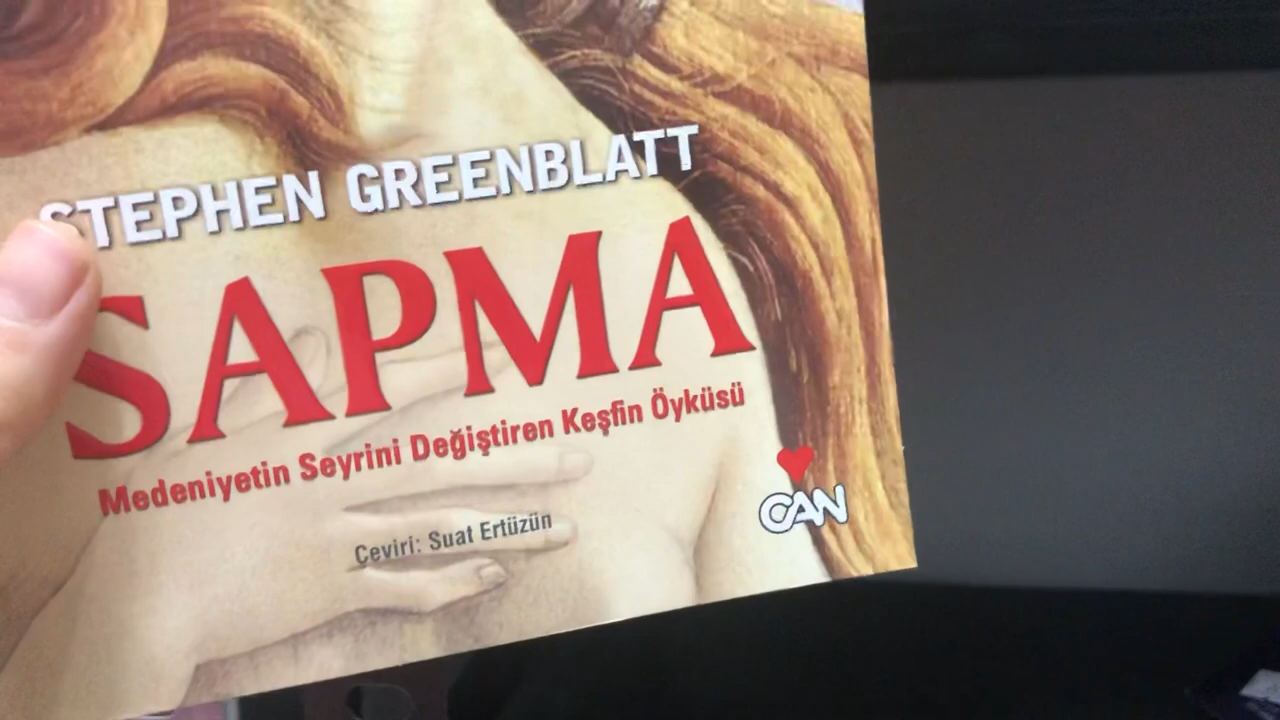 STEPHEN GREENBLATT
SAPMA
Medeniyetin Seyrini Değiştiren Keşfin Öyküsü
Çeviri: Suat Ertüzün
CAN